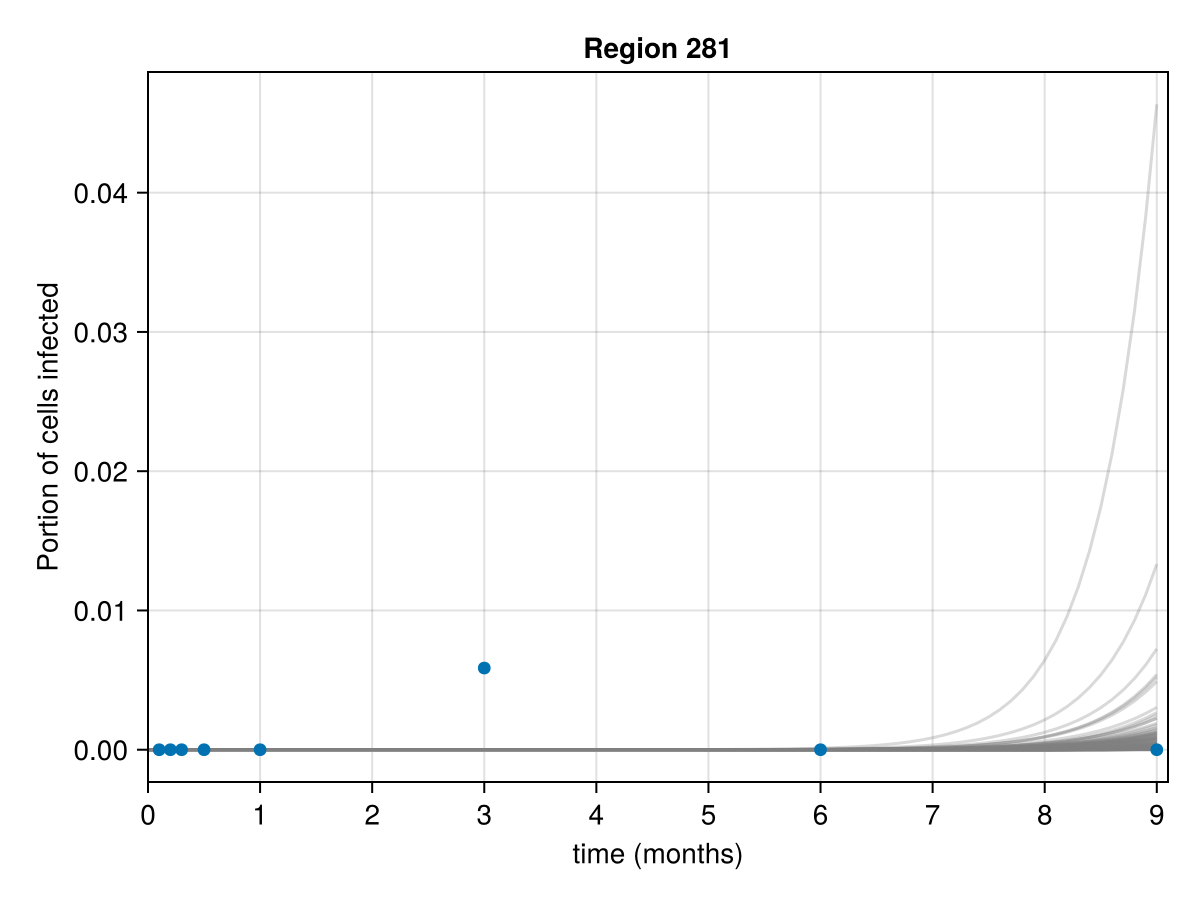 Region 281
Portion of cells infected
0.04
0.03
0.02
0.01
0.00
0 1 2 3 4 5 6 7 8 9
time (months)